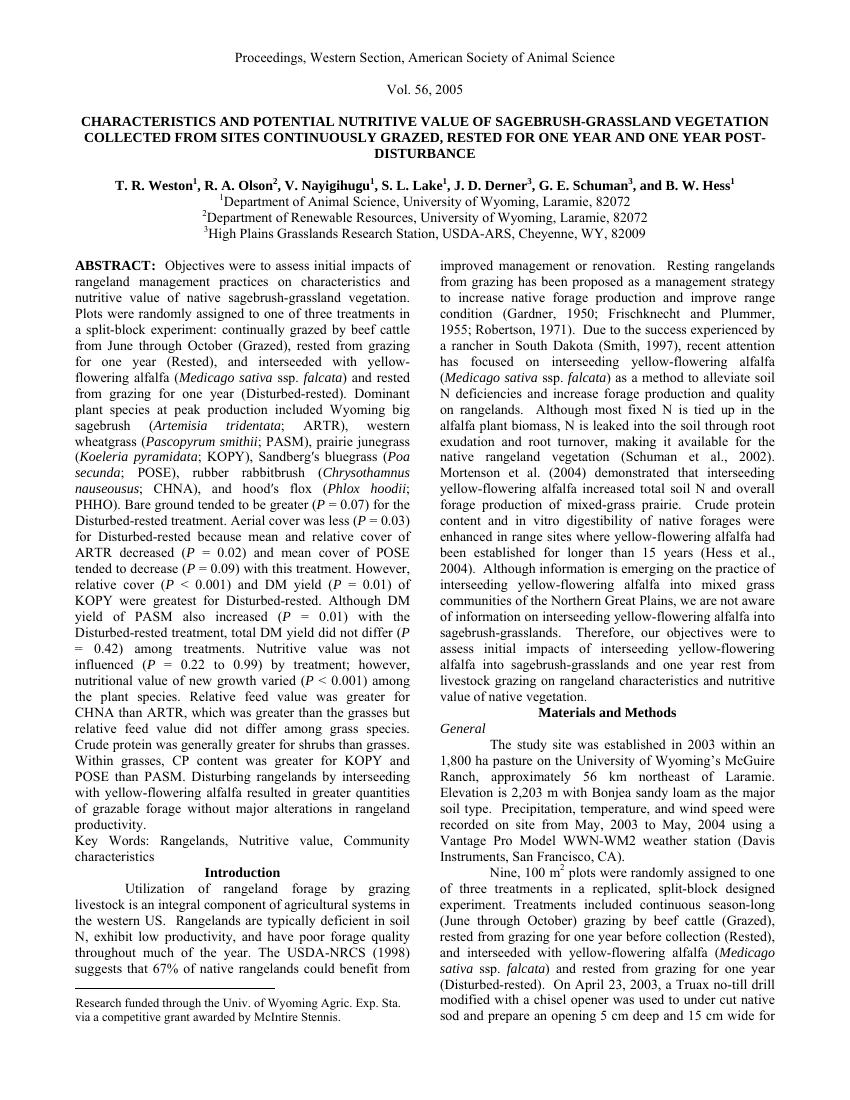 Proceedings, Western Section, American Society of Animal Science
Vol. 56, 2005
CHARACTERISTICS AND POTENTIAL NUTRITIVE VALUE OF SAGEBRUSH-GRASSLAND VEGETATION
COLLECTED FROM SITES CONTINUOUSLY GRAZED, RESTED FOR ONE YEAR AND ONE YEAR POST-
DISTURBANCE
T. R. Weston1, R. A. Olson2, V. Nayigihugu1, S. L. Lake1, J. D. Derner3, G. E. Schuman3, and B. W. Hess1
1Department of Animal Science, University of Wyoming, Laramie, 82072
2Department of Renewable Resources, University of Wyoming, Laramie, 82072
3High Plains Grasslands Research Station, USDA-ARS, Cheyenne, WY, 82009
ABSTRACT: Objectives were to assess initial impacts of
rangeland management practices on characteristics and
nutritive value of native sagebrush-grassland vegetation.
Plots were randomly assigned to one of three treatments in
a split-block experiment: continually grazed by beef cattle
from June through October (Grazed), rested from grazing
for one year (Rested), and interseeded with yellow-
flowering alfalfa (Medicago sativa ssp. falcata) and rested
from grazing for one year (Disturbed-rested). Dominant
plant species at peak production included Wyoming big
sagebrush (Artemisia tridentata; ARTR), western
wheatgrass (Pascopyrum smithii; PASM), prairie junegrass
(Koeleria pyramidata; KOPY), Sandberg's bluegrass (Poa
secunda; POSE), rubber rabbitbrush (Chrysothamnus
nauseousus; CHNA), and hood's flox (Phlox hoodii;
PHHO). Bare ground tended to be greater (P = 0.07) for the
Disturbed-rested treatment. Aerial cover was less (P = 0.03)
for Disturbed-rested because mean and relative cover of
ARTR decreased (P = 0.02) and mean cover of POSE
tended to decrease (P = 0.09) with this treatment. However,
relative cover (P < 0.001) and DM yield (P = 0.01) of
KOPY were greatest for Disturbed-rested. Although DM
yield of PASM also increased (P = 0.01) with the
Disturbed-rested treatment, total DM yield did not differ (P
= 0.42) among treatments. Nutritive value was not
influenced (P = 0.22 to 0.99) by treatment; however,
nutritional value of new growth varied (P < 0.001) among
the plant species. Relative feed value was greater for
CHNA than ARTR, which was greater than the grasses but
relative feed value did not differ among grass species.
Crude protein was generally greater for shrubs than grasses.
Within grasses, CP content was greater for KOPY and
POSE than PASM. Disturbing rangelands by interseeding
with yellow-flowering alfalfa resulted in greater quantities
of grazable forage without major alterations in rangeland
productivity.
Key Words: Rangelands, Nutritive value, Community
characteristics
Introduction
Utilization of rangeland forage by grazing
livestock is an integral component of agricultural systems in
the western US. Rangelands are typically deficient in soil
N, exhibit low productivity, and have poor forage quality
throughout much of the year. The USDA-NRCS (1998)
suggests that 67% of native rangelands could benefit from
Research funded through the Univ. of Wyoming Agric. Exp. Sta.
via a competitive grant awarded by McIntire Stennis.
improved management or renovation. Resting rangelands
from grazing has been proposed as a management strategy
to increase native forage production and improve range
condition (Gardner, 1950; Frischknecht and Plummer,
1955; Robertson, 1971). Due to the success experienced by
a rancher in South Dakota (Smith, 1997), recent attention
has focused on interseeding yellow-flowering alfalfa
(Medicago sativa ssp. falcata) as a method to alleviate soil
N deficiencies and increase forage production and quality
on rangelands. Although most fixed N is tied up in the
alfalfa plant biomass, N is leaked into the soil through root
exudation and root turnover, making it available for the
native rangeland vegetation (Schuman et al., 2002).
Mortenson et al. (2004) demonstrated that interseeding
yellow-flowering alfalfa increased total soil N and overall
forage production of mixed-grass prairie. Crude protein
content and in vitro digestibility of native forages were
enhanced in range sites where yellow-flowering alfalfa had
been established for longer than 15 years (Hess et al.,
2004). Although information is emerging on the practice of
interseeding yellow-flowering alfalfa into mixed grass
communities of the Northern Great Plains, we are not aware
of information on interseeding yellow-flowering alfalfa into
sagebrush-grasslands. Therefore, our objectives were to
assess initial impacts of interseeding yellow-flowering
alfalfa into sagebrush-grasslands and one year rest from
livestock grazing on rangeland characteristics and nutritive
value of native vegetation.
Materials and Methods
General
The study site was established in 2003 within an
1,800 ha pasture on the University of Wyoming's McGuire
Ranch, approximately 56 km northeast of Laramie.
Elevation is 2,203 m with Bonjea sandy loam as the major
soil type. Precipitation, temperature, and wind speed were
recorded on site from May, 2003 to May, 2004 using a
Vantage Pro Model WWN-WM2 weather station (Davis
Instruments, San Francisco, CA).
Nine, 100 m2 plots were randomly assigned to one
of three treatments in a replicated, split-block designed
experiment. Treatments included continuous season-long
(June through October) grazing by beef cattle (Grazed),
rested from grazing for one year before collection (Rested),
and interseeded with yellow-flowering alfalfa (Medicago
sativa ssp. falcata) and rested from grazing for one year
(Disturbed-rested). On April 23, 2003, a Truax no-till drill
modified with a chisel opener was used to under cut native
sod and prepare an opening 5 cm deep and 15 cm wide for